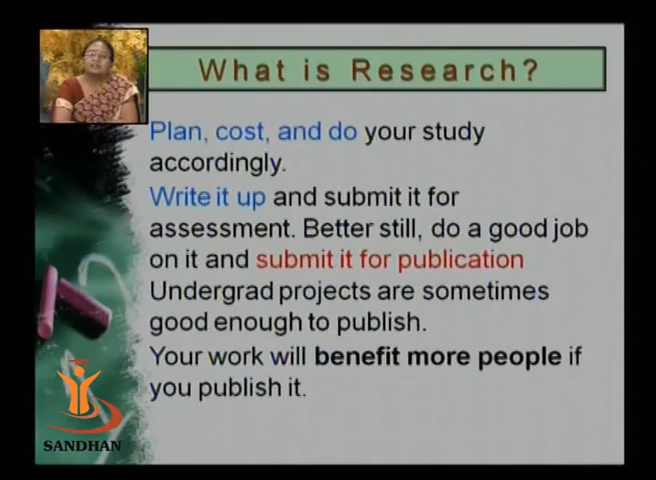 What is Research?
Plan, cost, and do your study
accordingly.
Write it up and submit it for
assessment. Better still, do a good job
on it and submit it for publication
Undergrad projects are sometimes
good enough to publish.
Your work will benefit more people if
you publish it.
SANDHAN